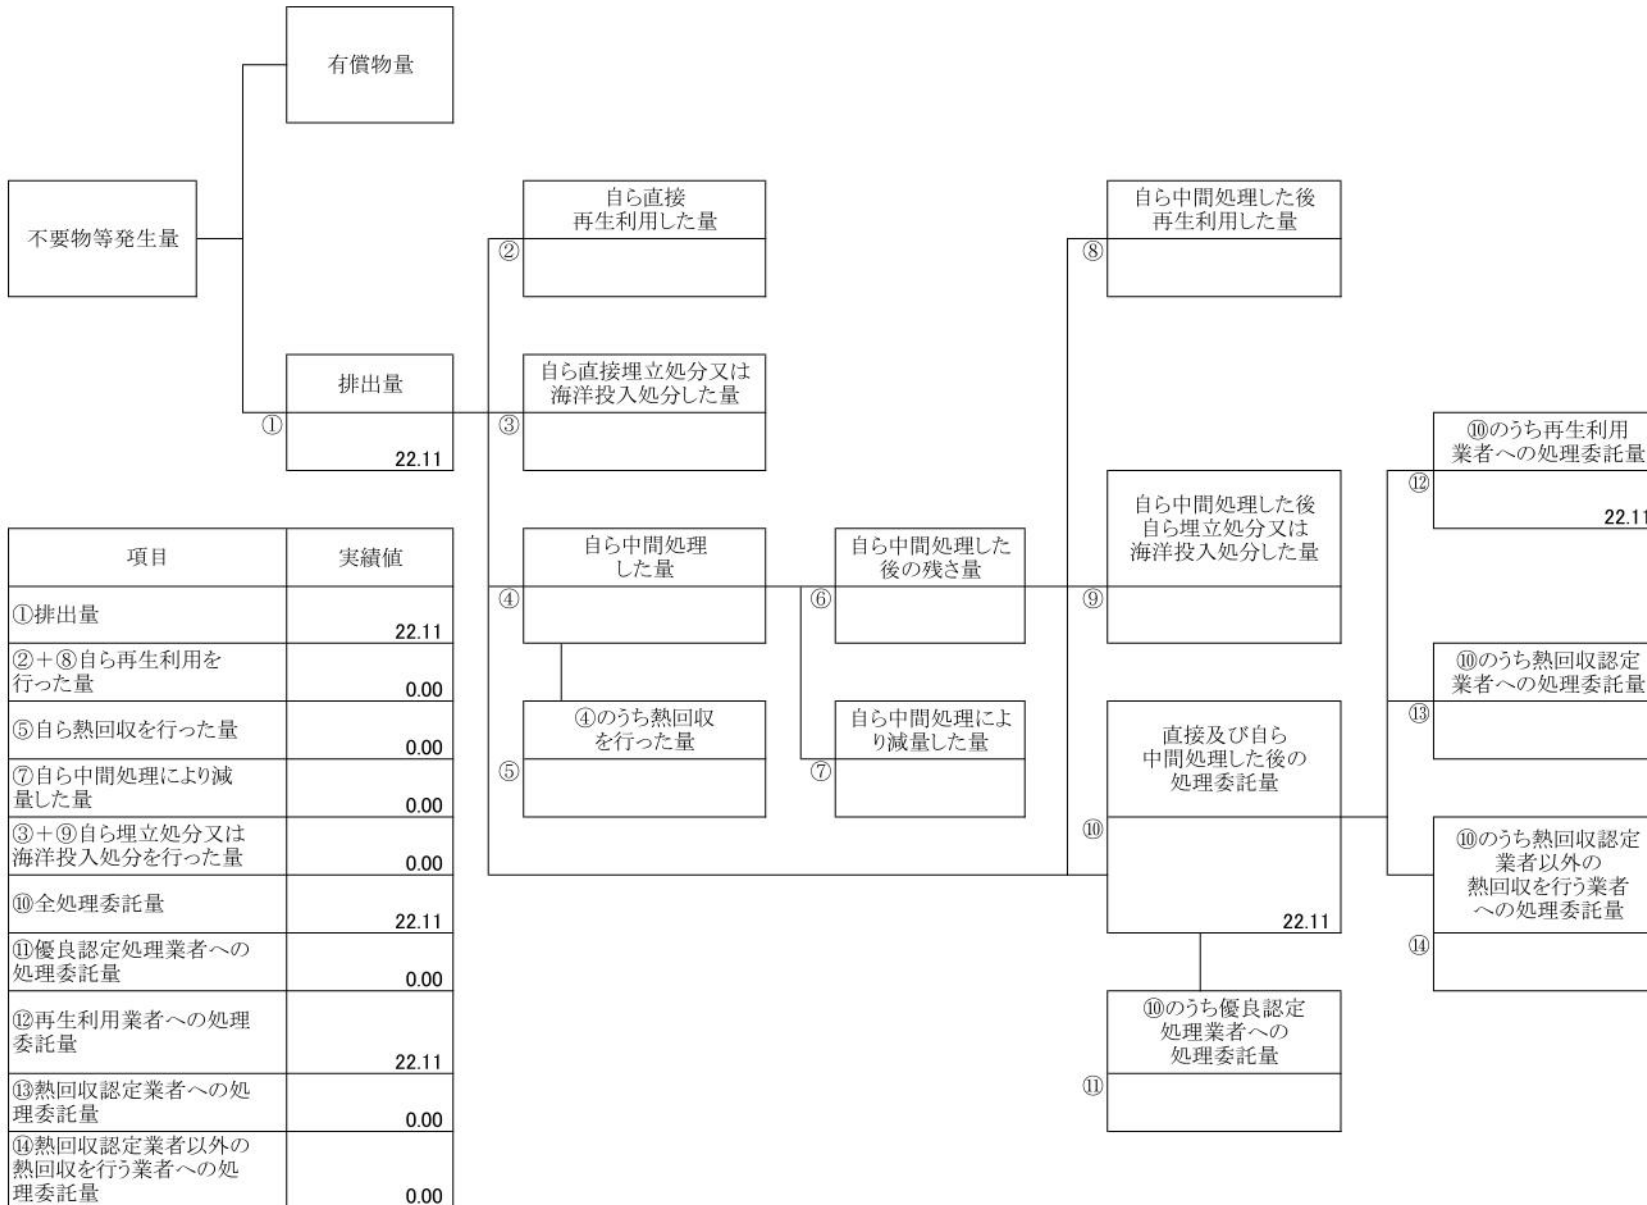 有償物量
不要物等発生量
自ら直接
再生利用した量
②
自ら中間処理した後
再生利用した量
⑧
排出量
①
22.11
自ら直接埋立処分又は
海洋投入処分した量
③
⑩のうち再生利用
業者への処理委託量
⑫
22.11
自ら中間処理
した量
④
自ら中間処理した
後の残さ量
⑥
自ら中間処理した後
自ら埋立処分又は
海洋投入処分した量
⑨
④のうち熱回収
を行った量
⑤
自ら中間処理によ
り減量した量
⑦
直接及び自ら
中間処理した後の
処理委託量
⑩
22.11
⑩のうち熱回収認定
業者への処理委託量
⑬
⑩のうち熱回収認定
業者以外の
熱回収を行う業者
への処理委託量
⑭
⑩のうち優良認定
処理業者への
処理委託量
⑪
項目 実績値
①排出量
22.11
②+⑧自ら再生利用を
行った量
0.00
⑤自ら熱回収を行った量
0.00
⑦自ら中間処理により減
量した量
0.00
③+⑨自ら埋立処分又は
海洋投入処分を行った量
0.00
⑩全処理委託量
22.11
⑪優良認定処理業者への
処理委託量
0.00
⑫再生利用業者への処理
委託量
22.11
⑬熱回収認定業者への処
理委託量
0.00
⑭熱回収認定業者以外の
熱回収を行う業者への処
理委託量
0.00